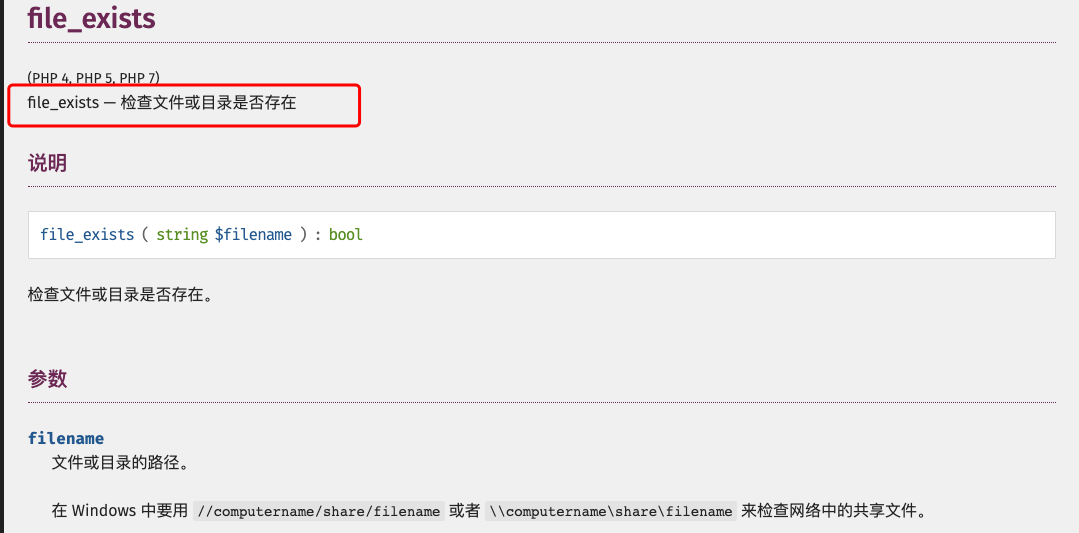 file_exists
(PHP 4, PHP 5, PHP 7)
file_exists — 检查文件或目录是否存在
说明
file_exists ( string $filename ) : bool
检查文件或目录是否存在。
参数
filename
文件或目录的路径。
在 Windows 中要用 //computername/share/filename 或者 \\computername\share\filename 来检查网络中的共享文件。